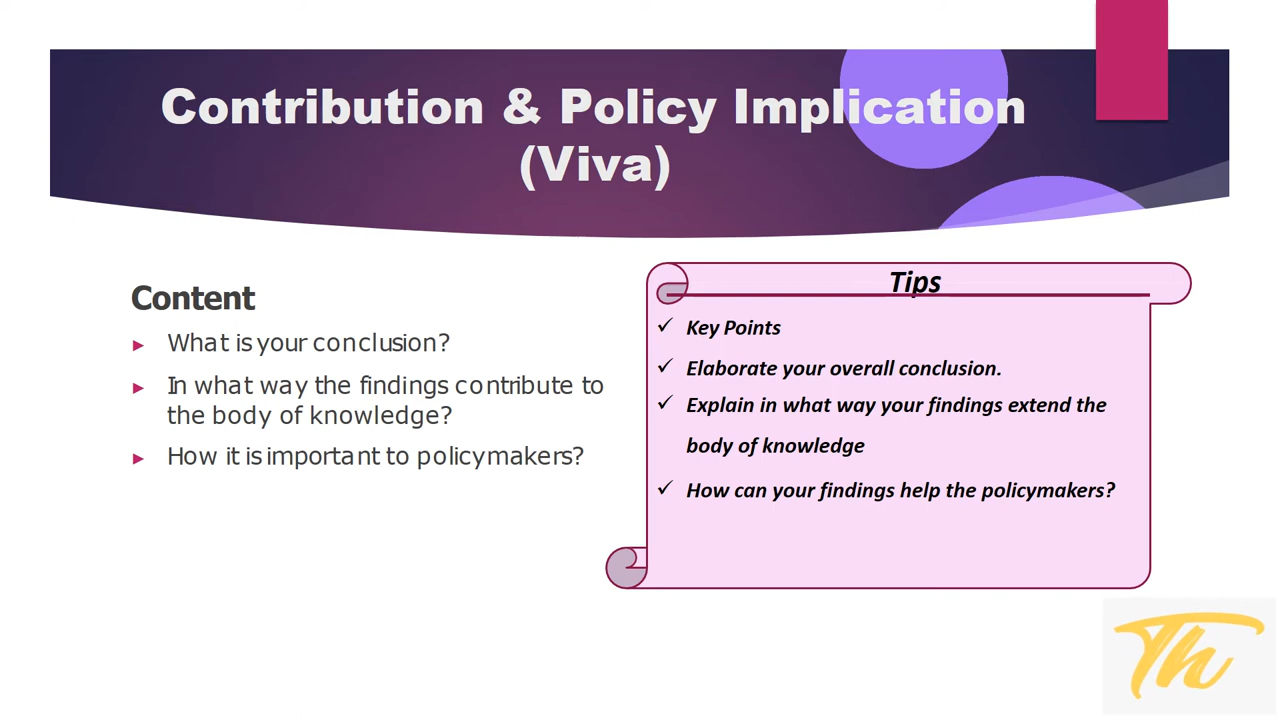 Contribution & Policy Implication
(Viva)
Content
What is your conclusion?
In what way the findings contribute to
the body of knowledge?
How it is important to policymakers?
Tips
Key Points
Elaborate your overall conclusion.
Explain in what way your findings extend the
body of knowledge
How can your findings help the policymakers?
Th